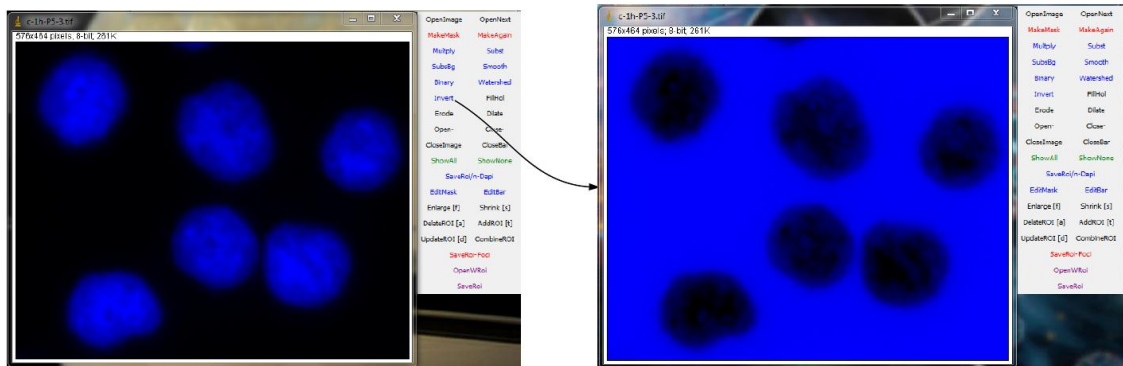 c-1h-P5-3.tif
576x464 pixels; 8-bit; 261K
OpenImage OpenNext
MakeMask MakeAgain
Multiply Subst
SubsBg Smooth
Binary Watershed
Invert FillHol
Erode Dilate
Open- Close-
CloseImage CloseBar
ShowAll ShowNone
SaveRoi/n-Dapi
EditMask EditBar
Enlarge [f] Shrink [s]
DelateROI [a] AddROI [t]
UpdateROI [d] CombineROI
SaveRoi-Foci
OpenWRoi
SaveRoi
c-1h-P5-3.tif
576x464 pixels; 8-bit; 261K
OpenImage OpenNext
MakeMask MakeAgain
Multiply Subst
SubsBg Smooth
Binary Watershed
Invert FillHol
Erode Dilate
Open- Close-
CloseImage CloseBar
ShowAll ShowNone
SaveRoi/n-Dapi
EditMask EditBar
Enlarge [f] Shrink [s]
DelateROI [a] AddROI [t]
UpdateROI [d] CombineROI
SaveRoi-Foci
OpenWRoi
SaveRoi